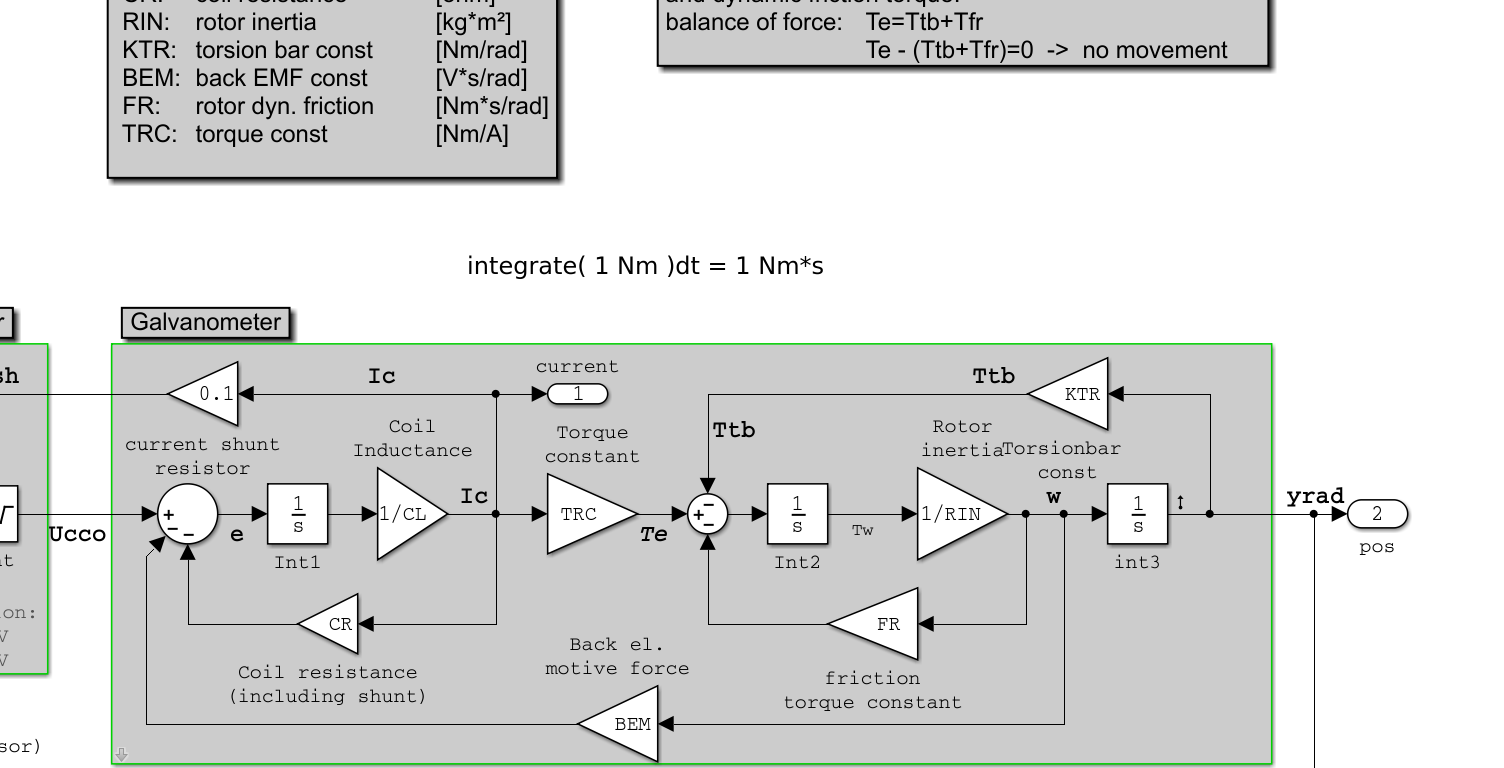 RIN: rotor inertia [kg*m²]
KTR: torsion bar const [Nm/rad]
BEM: back EMF const [V*s/rad]
FR: rotor dyn. friction [Nm*s/rad]
TRC: torque const [Nm/A]
balance of force: Te=Ttb+Tfr
Te - (Ttb+Tfr)=0 -> no movement
integrate( 1 Nm )dt = 1 Nm*s
r
Galvanometer
sh
0.1
Ic
current
1
Ttb
KTR
current shunt
resistor
Coil
Inductance
Torque
constant
Ttb
Rotor
inertia
Torsionbar
const
Ucco
+
−
−
e
1
s
Int1
1/CL
Ic
TRC
Te
+
−
−
1
s
Int2
Tw
1/RIN
w
1
s
int3
yrad
2
pos
CR
Coil resistance
(including shunt)
FR
friction
torque constant
Back el.
motive force
BEM
nt
ion:
V
V
sor)